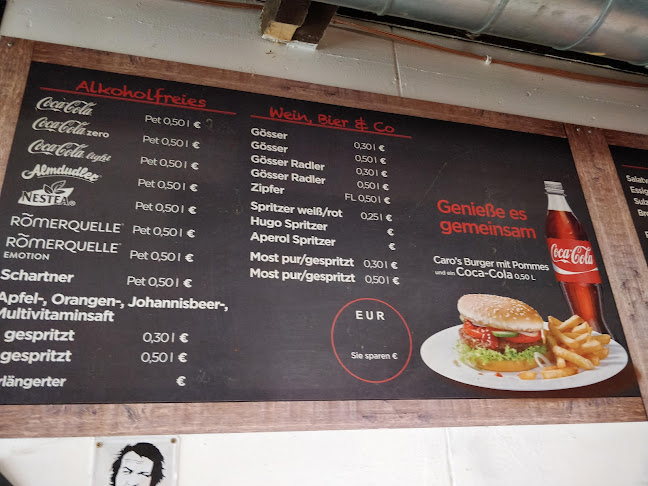 Alkoholfreies
Coca-Cola Pet 0,50 l €
Coca-Cola zero Pet 0,50 l €
Coca-Cola light Pet 0,50 l €
Almdudler Pet 0,50 l €
NESTEA Pet 0,50 l €
RÖMERQUELLE Pet 0,50 l €
RÖMERQUELLE Pet 0,50 l €
EMOTION
Schartner Pet 0,50 l €
Apfel-, Orangen-, Johannisbeer-,
Multivitaminsaft
gespritzt 0,30 l €
gespritzt 0,50 l €
€
Wein, Bier & Co
Gösser 0,30 l €
Gösser 0,50 l €
Gösser Radler 0,30 l €
Gösser Radler 0,50 l €
Zipfer FL 0,50 l €
Spritzer weiß/rot 0,25 l €
Hugo Spritzer €
Aperol Spritzer €
Most pur/gespritzt 0,30 l €
Most pur/gespritzt 0,50 l €
EUR
Sie sparen €
Genieße es
gemeinsam
Caro's Burger mit Pommes
und ein Coca-Cola 0,50 L
Coca-Cola